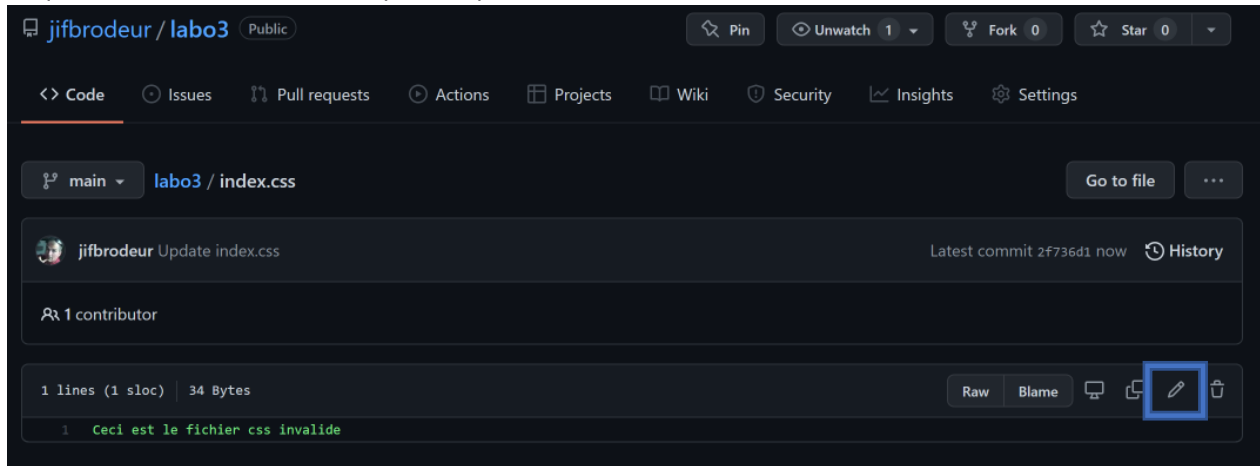 jifbrodeur / labo3 Public Pin Unwatch 1 Fork 0 Star 0
<> Code Issues Pull requests Actions Projects Wiki Security Insights Settings
main labo3 / index.css Go to file ...
jifbrodeur Update index.css Latest commit 2f736d1 now History
1 contributor
1 lines (1 sloc) 34 Bytes Raw Blame
1 Ceci est le fichier css invalide